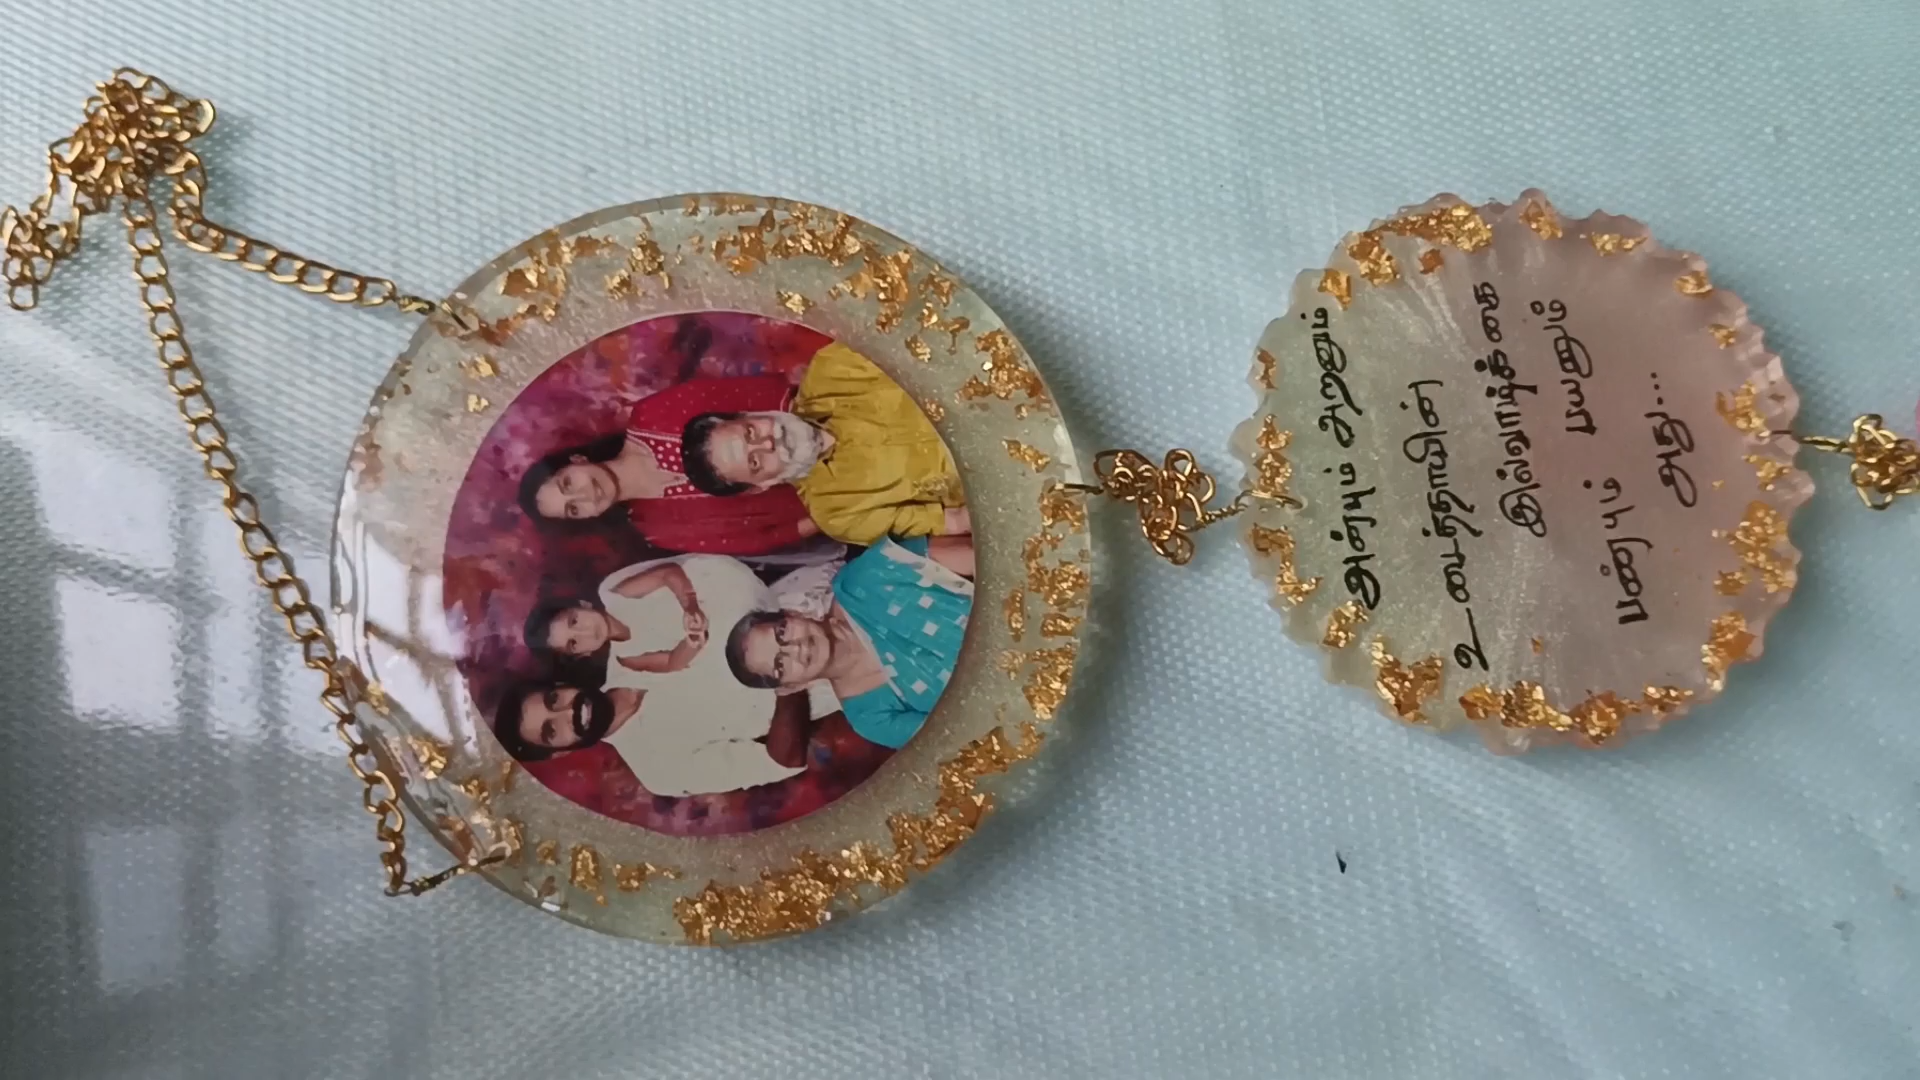 அன்பும் அறனும்
உடைத்தாயின்
இல்வாழ்க்கை
பண்பும் பயனும்
அது...